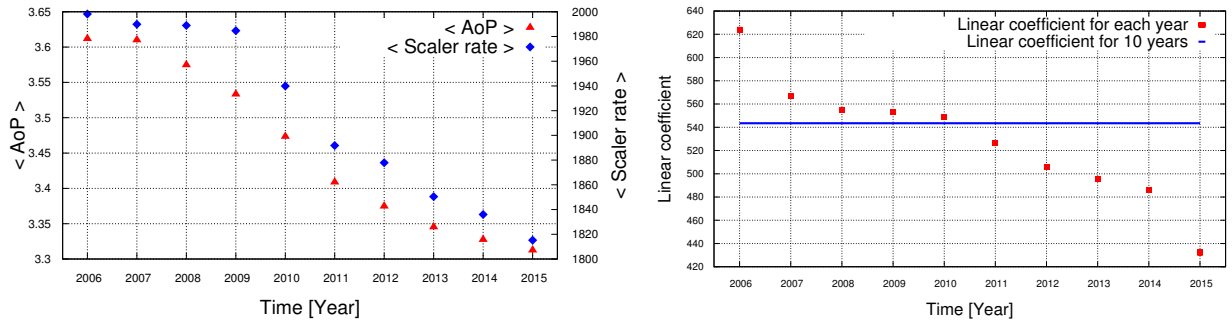 3.65
3.6
3.55
3.5
3.45
3.4
3.35
3.3
< AoP >
2000
1980
1960
1940
1920
1900
1880
1860
1840
1820
1800
< Scaler rate >
< AoP >
< Scaler rate >
2006 2007 2008 2009 2010 2011 2012 2013 2014 2015
Time [Year]
640
620
600
580
560
540
520
500
480
460
440
420
Linear coefficient
Linear coefficient for each year
Linear coefficient for 10 years
2006 2007 2008 2009 2010 2011 2012 2013 2014 2015
Time [Year]